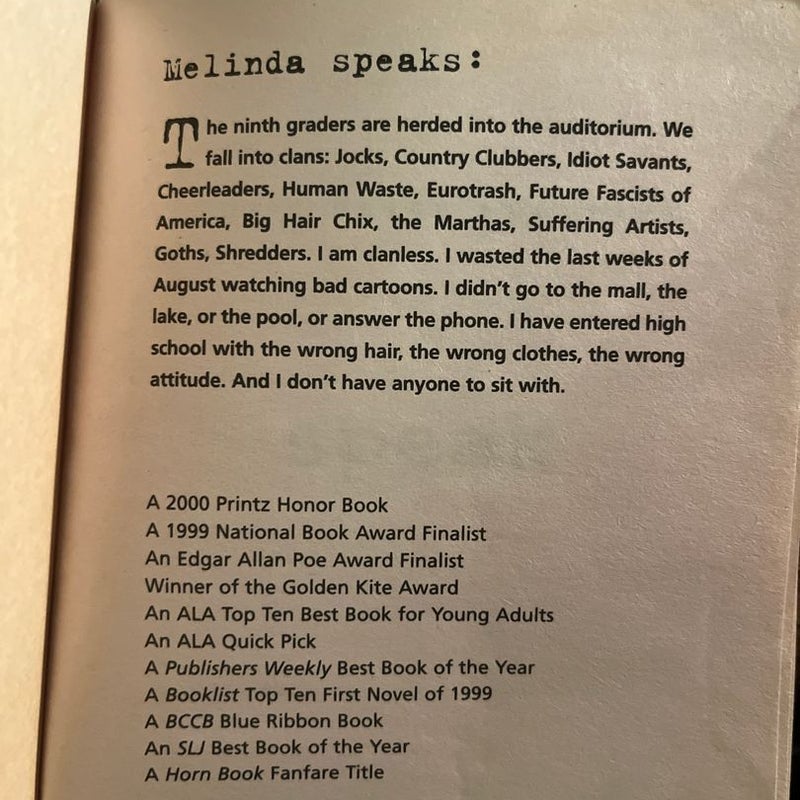 Melinda speaks:
The ninth graders are herded into the auditorium. We
fall into clans: Jocks, Country Clubbers, Idiot Savants,
Cheerleaders, Human Waste, Eurotrash, Future Fascists of
America, Big Hair Chix, the Marthas, Suffering Artists,
Goths, Shredders. I am clanless. I wasted the last weeks of
August watching bad cartoons. I didn't go to the mall, the
lake, or the pool, or answer the phone. I have entered high
school with the wrong hair, the wrong clothes, the wrong
attitude. And I don't have anyone to sit with.
A 2000 Printz Honor Book
A 1999 National Book Award Finalist
An Edgar Allan Poe Award Finalist
Winner of the Golden Kite Award
An ALA Top Ten Best Book for Young Adults
An ALA Quick Pick
A Publishers Weekly Best Book of the Year
A Booklist Top Ten First Novel of 1999
A BCCB Blue Ribbon Book
An SLJ Best Book of the Year
A Horn Book Fanfare Title